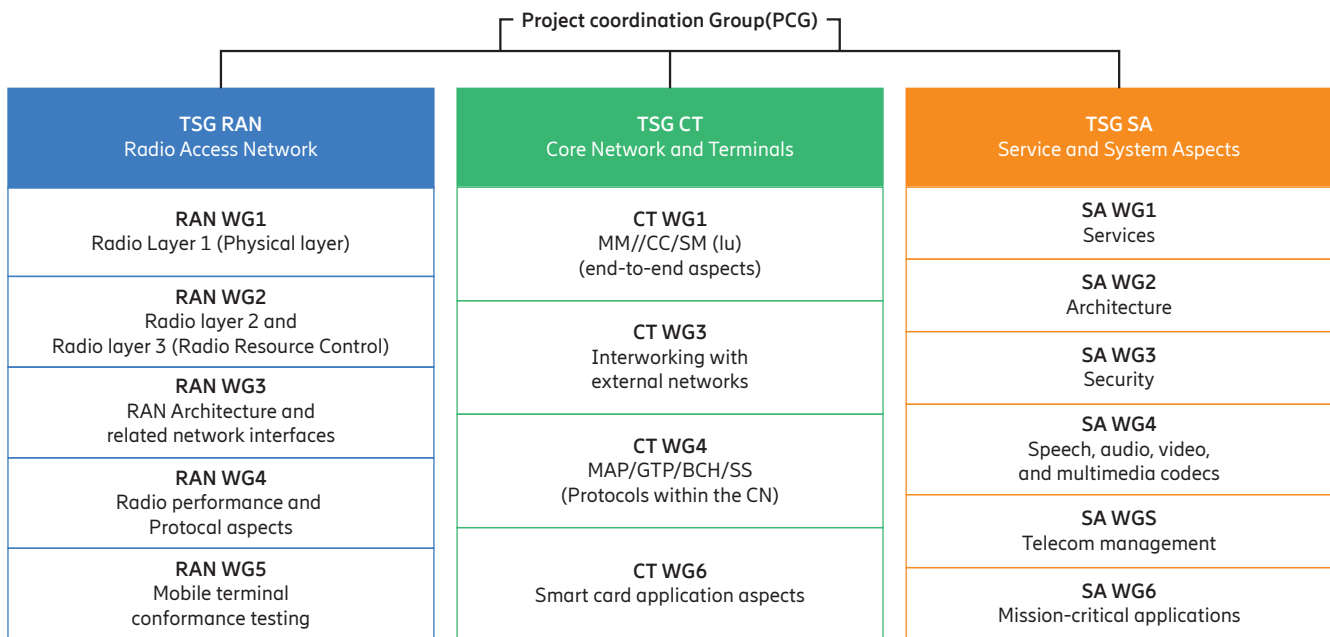 Project coordination Group(PCG)
TSG RAN
Radio Access Network
RAN WG1
Radio Layer 1 (Physical layer)
RAN WG2
Radio layer 2 and
Radio layer 3 (Radio Resource Control)
RAN WG3
RAN Architecture and
related network interfaces
RAN WG4
Radio performance and
Protocal aspects
RAN WG5
Mobile terminal
conformance testing
TSG CT
Core Network and Terminals
CT WG1
MM//CC/SM (lu)
(end-to-end aspects)
CT WG3
Interworking with
external networks
CT WG4
MAP/GTP/BCH/SS
(Protocols within the CN)
CT WG6
Smart card application aspects
TSG SA
Service and System Aspects
SA WG1
Services
SA WG2
Architecture
SA WG3
Security
SA WG4
Speech, audio, video,
and multimedia codecs
SA WGS
Telecom management
SA WG6
Mission-critical applications